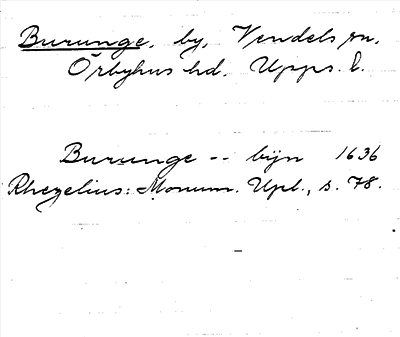 Burunge, by, Vendels sn,
Örbyhus hd, Upps. l.
Burunge -- bijn 1636
Rhezelius: Monum. Upl., s. 78.